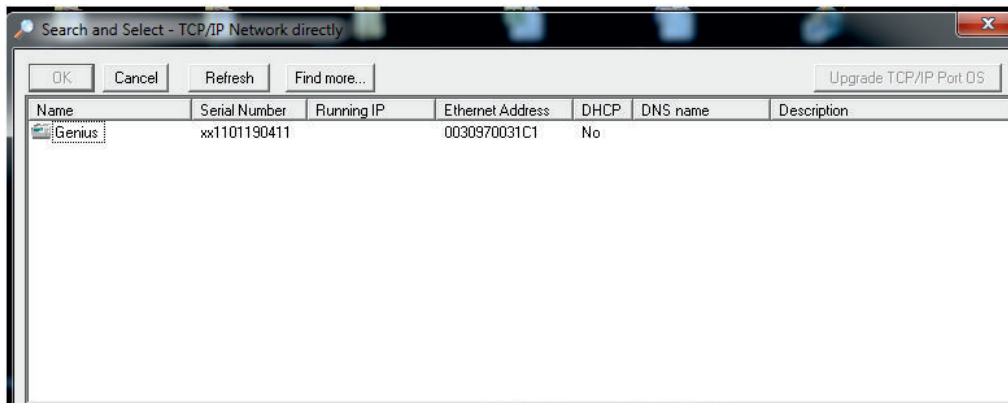 Search and Select - TCP/IP Network directly
OK Cancel Refresh Find more... Upgrade TCP/IP Port OS
Name Serial Number Running IP Ethernet Address DHCP DNS name Description
Genius xx1101190411 0030970031C1 No